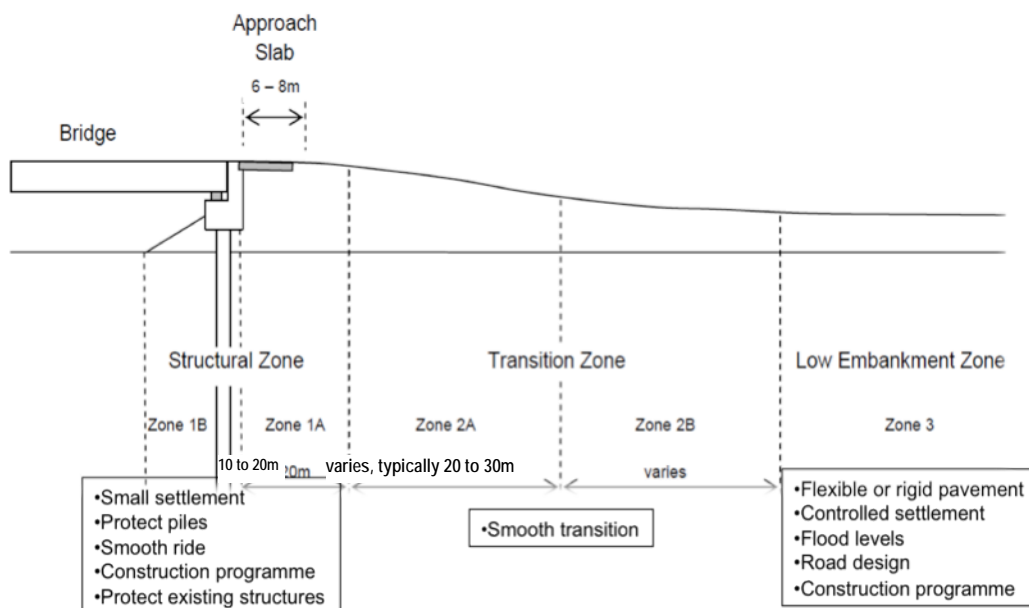 Approach
Slab
6 – 8m
Bridge
Structural Zone
Transition Zone
Low Embankment Zone
Zone 1B
Zone 1A
Zone 2A
Zone 2B
Zone 3
10 to 20m
20m
varies, typically 20 to 30m
varies
•Small settlement
•Protect piles
•Smooth ride
•Construction programme
•Protect existing structures
•Smooth transition
•Flexible or rigid pavement
•Controlled settlement
•Flood levels
•Road design
•Construction programme